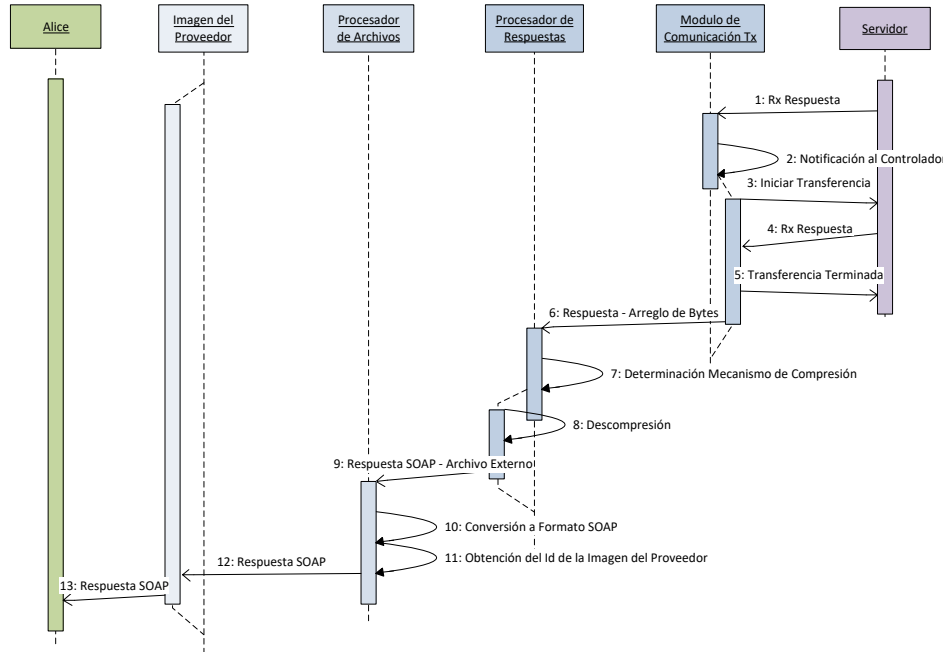 Alice
Imagen del
Proveedor
Procesador
de Archivos
Procesador de
Respuestas
Modulo de
Comunicación Tx
Servidor
1: Rx Respuesta
2: Notificación al Controlador
3: Iniciar Transferencia
4: Rx Respuesta
5: Transferencia Terminada
6: Respuesta - Arreglo de Bytes
7: Determinación Mecanismo de Compresión
8: Descompresión
9: Respuesta SOAP - Archivo Externo
10: Conversión a Formato SOAP
11: Obtención del Id de la Imagen del Proveedor
12: Respuesta SOAP
13: Respuesta SOAP